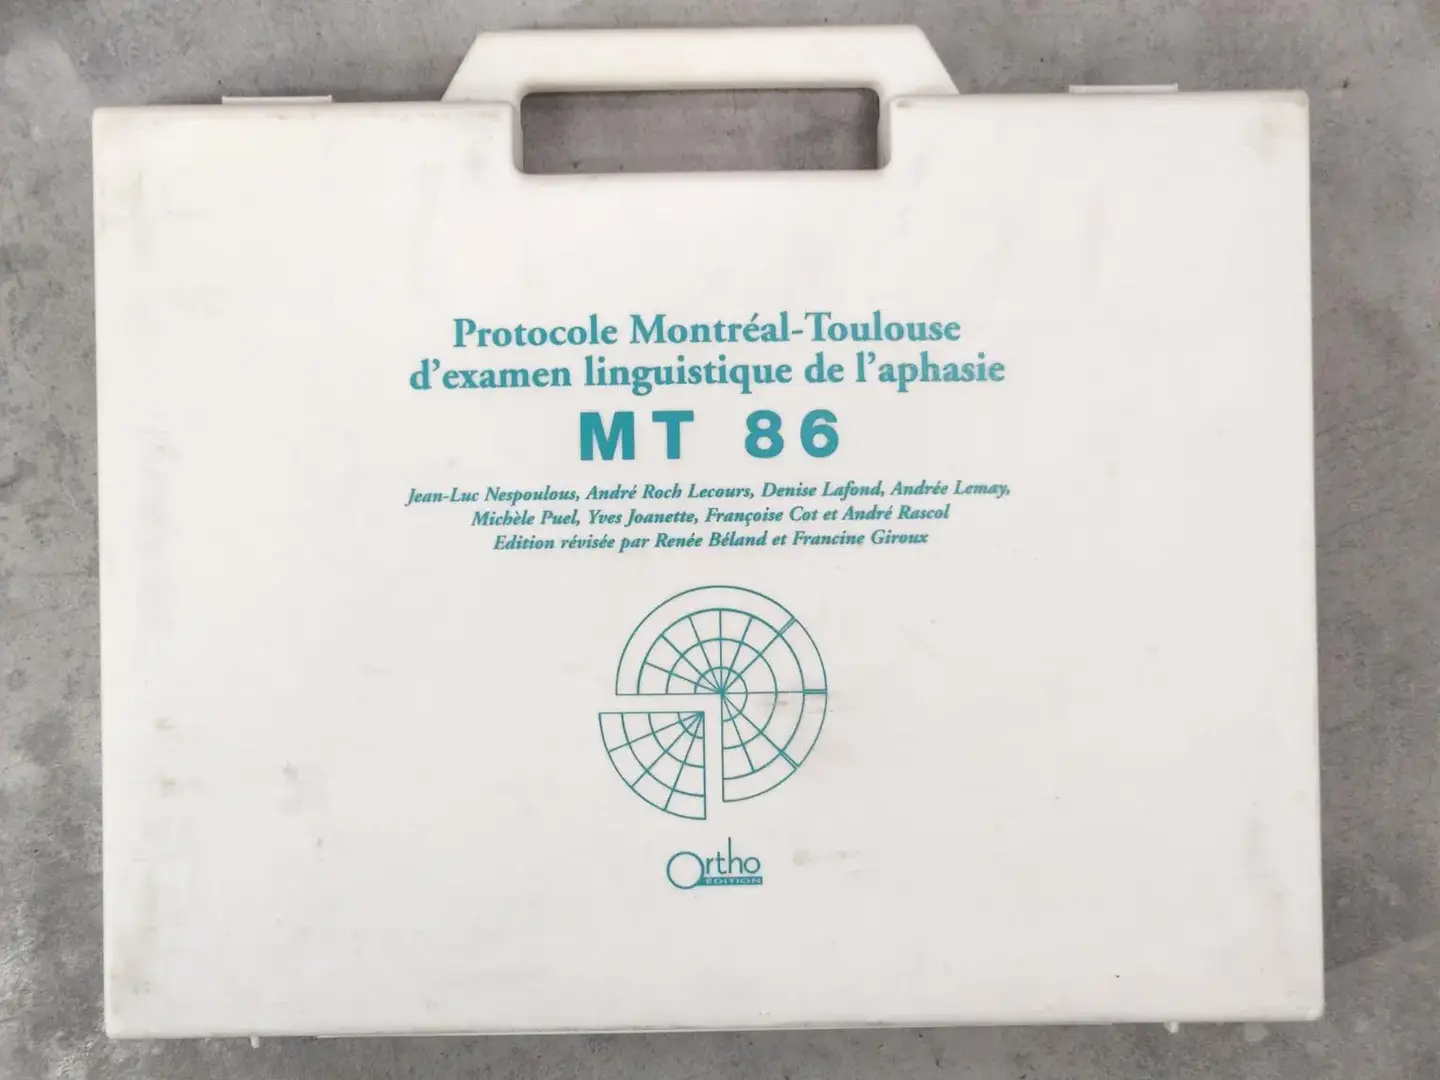 Protocole Montréal-Toulouse
d'examen linguistique de l'aphasie
MT 86
Jean-Luc Nespoulous, André Roch Lecours, Denise Lafond, Andrée Lemay,
Michèle Puel, Yves Joanette, Françoise Cot et André Rascol
Edition révisée par Renée Béland et Francine Giroux
Ortho
EDITION